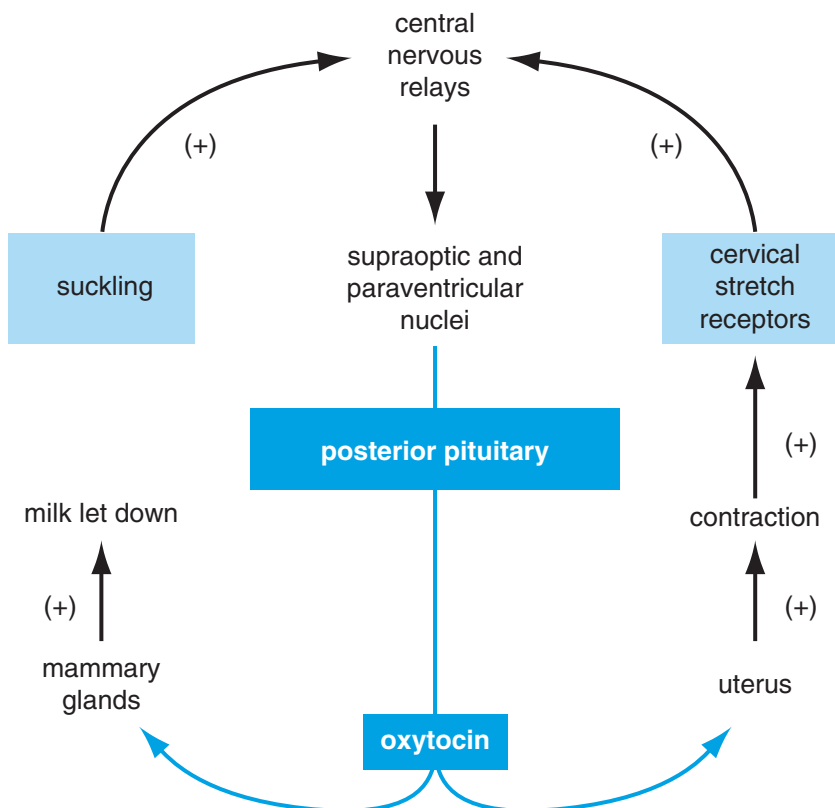 central
nervous
relays
(+)
(+)
suckling
supraoptic and
paraventricular
nuclei
cervical
stretch
receptors
posterior pituitary
(+)
milk let down
contraction
(+)
(+)
mammary
glands
uterus
oxytocin